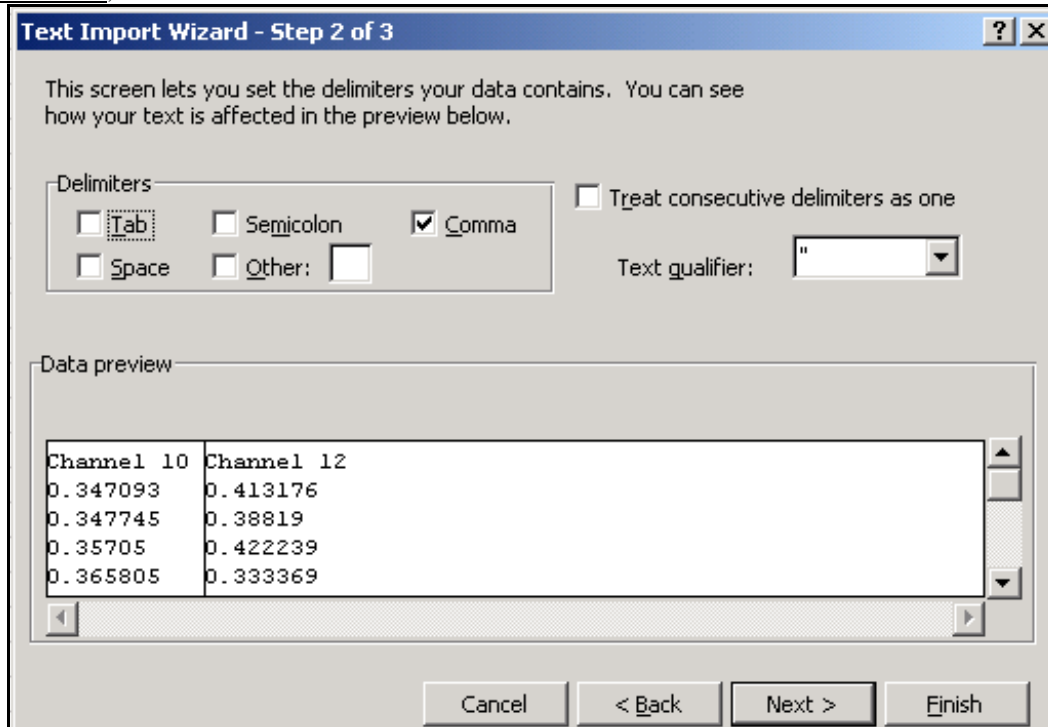 Text Import Wizard - Step 2 of 3
This screen lets you set the delimiters your data contains. You can see
how your text is affected in the preview below.
Delimiters
Tab Semicolon Comma
Space Other:
Treat consecutive delimiters as one
Text qualifier: "
Data preview
Channel 10 Channel 12
0.347093 0.413176
0.347745 0.38819
0.35705 0.422239
0.365805 0.333369
Cancel < Back Next > Finish